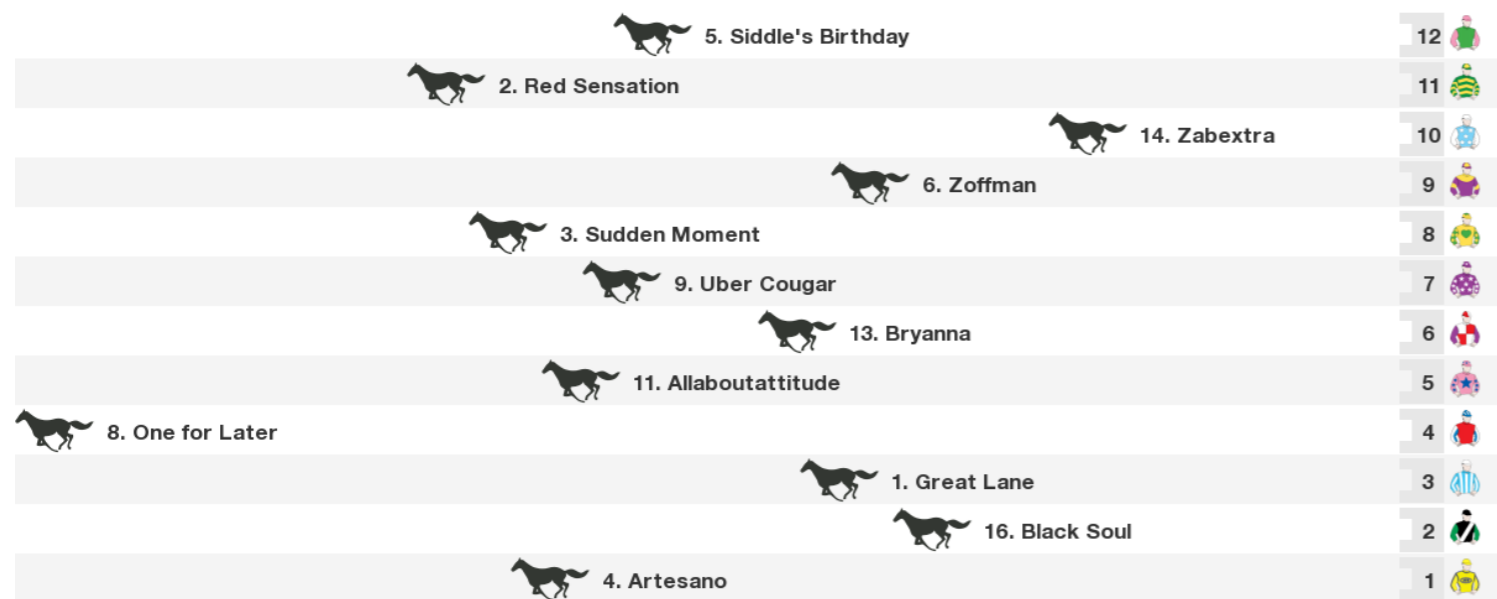 5. Siddle's Birthday 12
2. Red Sensation 11
14. Zabextra 10
6. Zoffman 9
3. Sudden Moment 8
9. Uber Cougar 7
13. Bryanna 6
11. Allaboutattitude 5
8. One for Later 4
1. Great Lane 3
16. Black Soul 2
4. Artesano 1